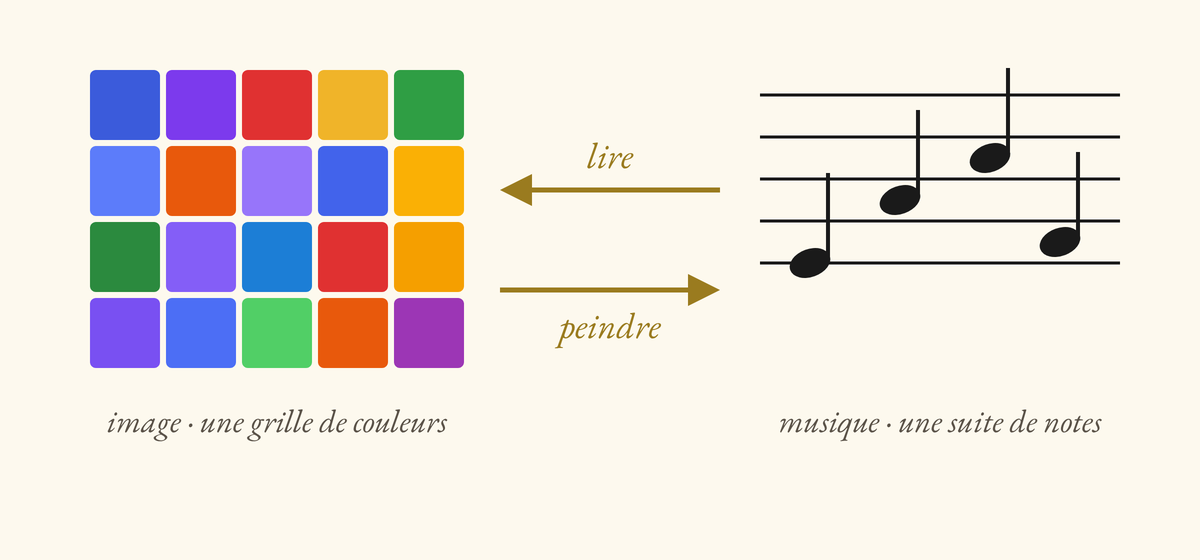 lire
peindre
image · une grille de couleurs
musique · une suite de notes